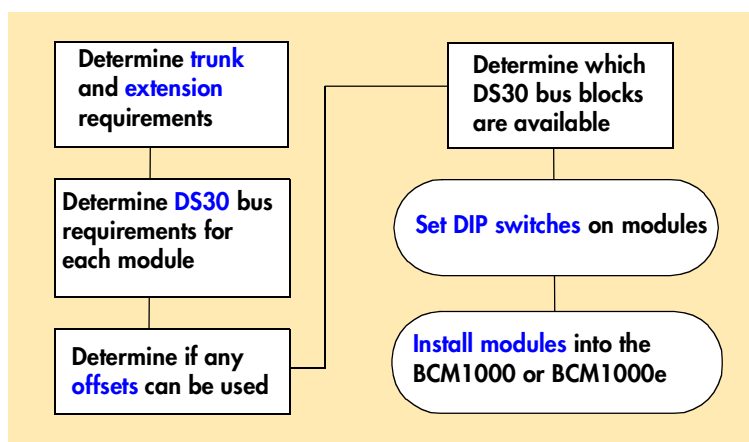 Determine trunk
and extension
requirements
Determine DS30 bus
requirements for
each module
Determine if any
offsets can be used
Determine which
DS30 bus blocks
are available
Set DIP switches on modules
Install modules into the
BCM1000 or BCM1000e